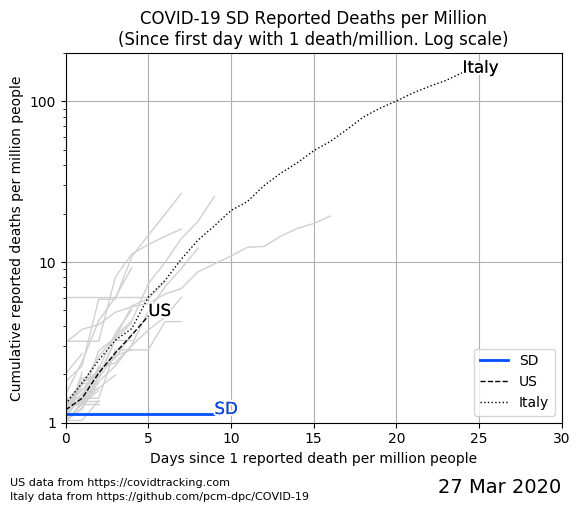 COVID-19 SD Reported Deaths per Million
(Since first day with 1 death/million. Log scale)
Cumulative reported deaths per million people
100
10
1
Italy
US
SD
SD
US
Italy
0
5
10
15
20
25
30
Days since 1 reported death per million people
US data from https://covidtracking.com
Italy data from https://github.com/pcm-dpc/COVID-19
27 Mar 2020